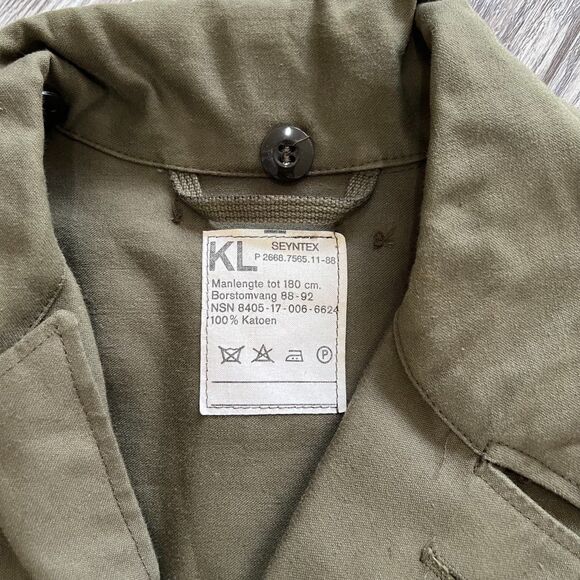 KL SEYNTEX
P 2668.7565.11-88
Manlengte tot 180 cm.
Borstomvang 88-92
NSN 8405-17-006-6624
100% Katoen
P